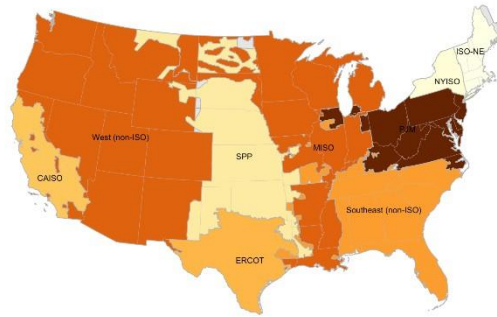 ISO-NE
NYISO
PJM
West (non-ISO)
MISO
SPP
CAISO
Southeast (non-ISO)
ERCOT